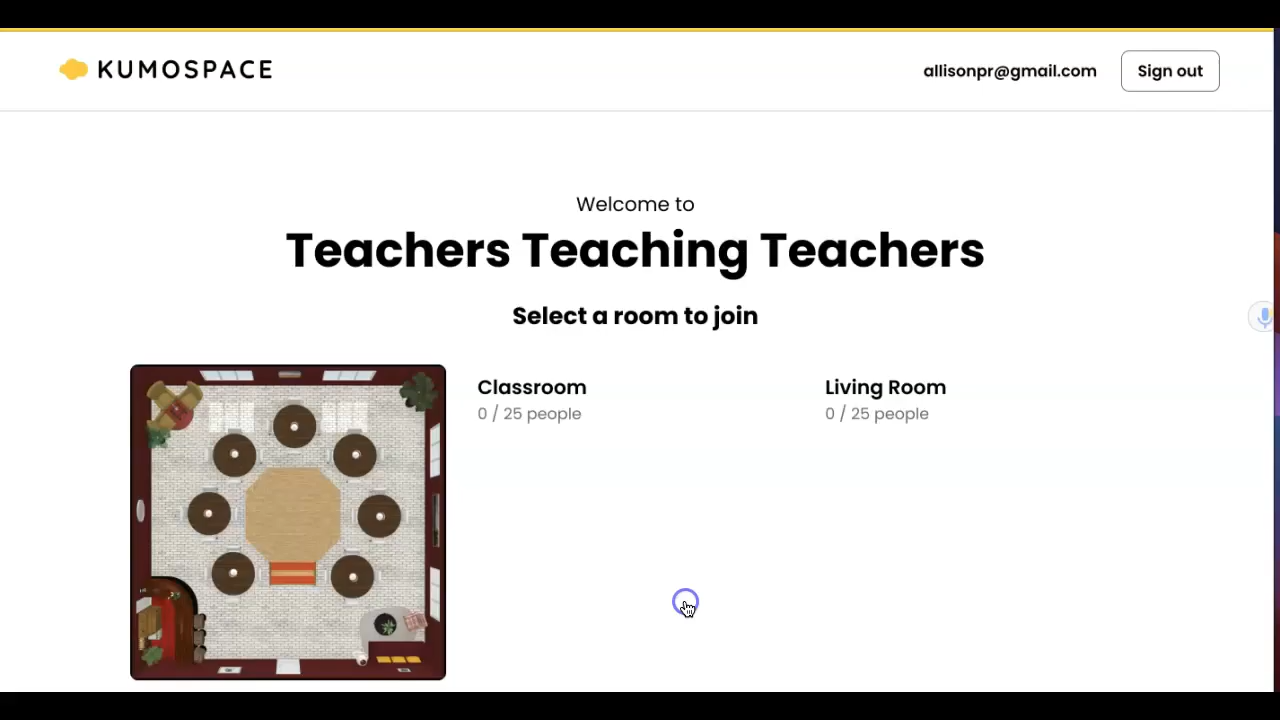 KUMOSPACE
allisonpr@gmail.com
Sign out
Welcome to
Teachers Teaching Teachers
Select a room to join
Classroom
0 / 25 people
Living Room
0 / 25 people